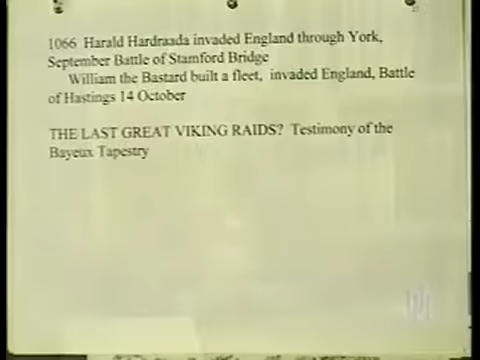 1066 Harald Hardraada invaded England through York,
September Battle of Stamford Bridge
William the Bastard built a fleet, invaded England, Battle
of Hastings 14 October
THE LAST GREAT VIKING RAIDS? Testimony of the
Bayeux Tapestry